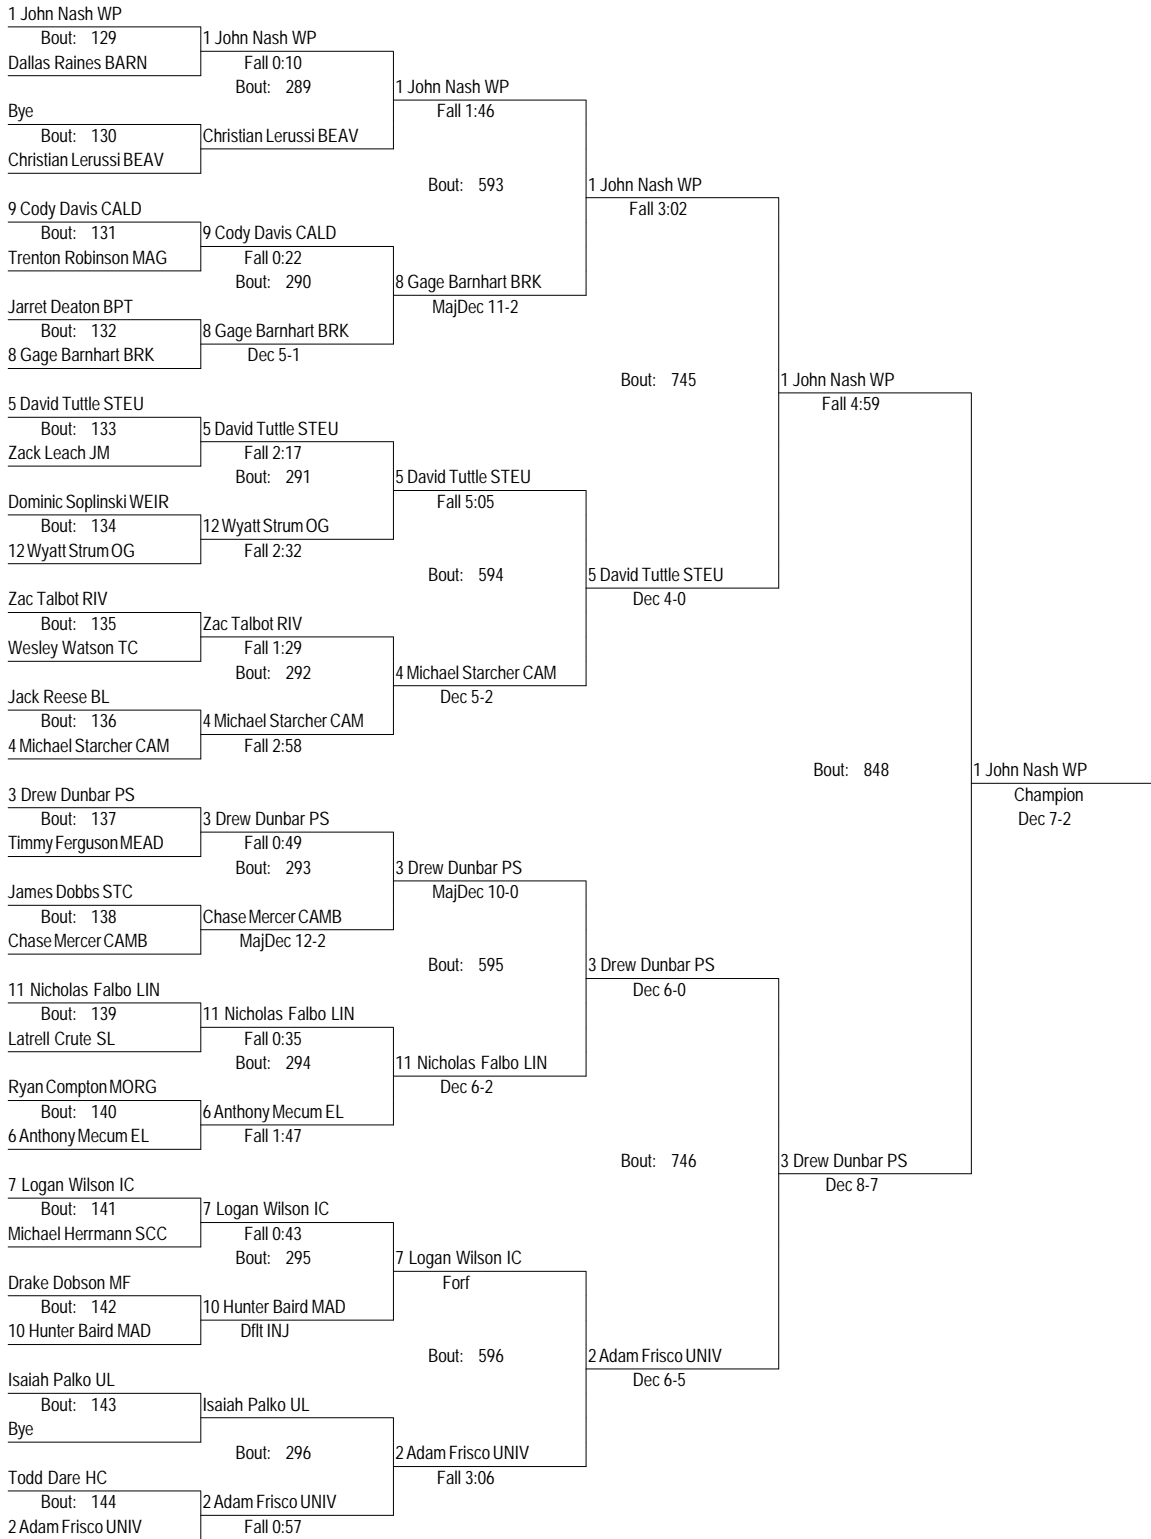 1 John Nash WP
Bout: 129
1 John Nash WP
Dallas Raines BARN
Fall 0:10
Bout: 289
1 John Nash WP
Bye
Fall 1:46
Bout: 130
Christian Lerussi BEAV
Christian Lerussi BEAV
Bout: 593
1 John Nash WP
9 Cody Davis CALD
Fall 3:02
Bout: 131
9 Cody Davis CALD
Trenton Robinson MAG
Fall 0:22
Bout: 290
8 Gage Barnhart BRK
Jarret Deaton BPT
MajDec 11-2
Bout: 132
8 Gage Barnhart BRK
8 Gage Barnhart BRK
Dec 5-1
Bout: 745
1 John Nash WP
5 David Tuttle STEU
Fall 4:59
Bout: 133
5 David Tuttle STEU
Zack Leach JM
Fall 2:17
Bout: 291
5 David Tuttle STEU
Dominic Soplinski WEIR
Fall 5:05
Bout: 134
12 Wyatt Strum OG
12 Wyatt Strum OG
Fall 2:32
Bout: 594
5 David Tuttle STEU
Zac Talbot RIV
Dec 4-0
Bout: 135
Zac Talbot RIV
Wesley Watson TC
Fall 1:29
Bout: 292
4 Michael Starcher CAM
Jack Reese BL
Dec 5-2
Bout: 136
4 Michael Starcher CAM
4 Michael Starcher CAM
Fall 2:58
Bout: 848
1 John Nash WP
3 Drew Dunbar PS
Champion
Bout: 137
3 Drew Dunbar PS
Dec 7-2
Timmy Ferguson MEAD
Fall 0:49
Bout: 293
3 Drew Dunbar PS
James Dobbs STC
MajDec 10-0
Bout: 138
Chase Mercer CAMB
Chase Mercer CAMB
MajDec 12-2
Bout: 595
3 Drew Dunbar PS
11 Nicholas Falbo LIN
Dec 6-0
Bout: 139
11 Nicholas Falbo LIN
Latrell Crute SL
Fall 0:35
Bout: 294
11 Nicholas Falbo LIN
Ryan Compton MORG
Dec 6-2
Bout: 140
6 Anthony Mecum EL
6 Anthony Mecum EL
Fall 1:47
Bout: 746
3 Drew Dunbar PS
7 Logan Wilson IC
Dec 8-7
Bout: 141
7 Logan Wilson IC
Michael Herrmann SCC
Fall 0:43
Bout: 295
7 Logan Wilson IC
Drake Dobson MF
Forf
Bout: 142
10 Hunter Baird MAD
10 Hunter Baird MAD
Dflt INJ
Bout: 596
2 Adam Frisco UNIV
Isaiah Palko UL
Dec 6-5
Bout: 143
Isaiah Palko UL
Bye
Bout: 296
2 Adam Frisco UNIV
Todd Dare HC
Fall 3:06
Bout: 144
2 Adam Frisco UNIV
2 Adam Frisco UNIV
Fall 0:57